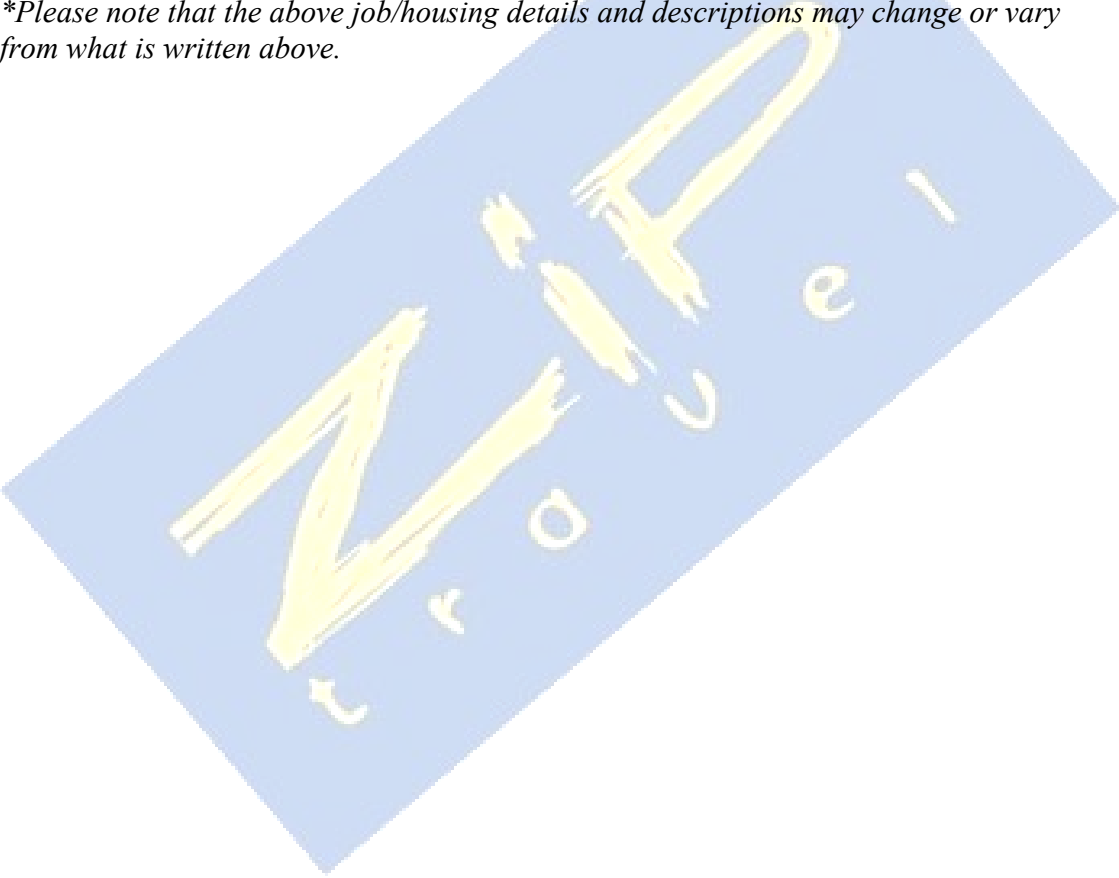 *Please note that the above job/housing details and descriptions may change or vary
from what is written above.
ZiP
travel